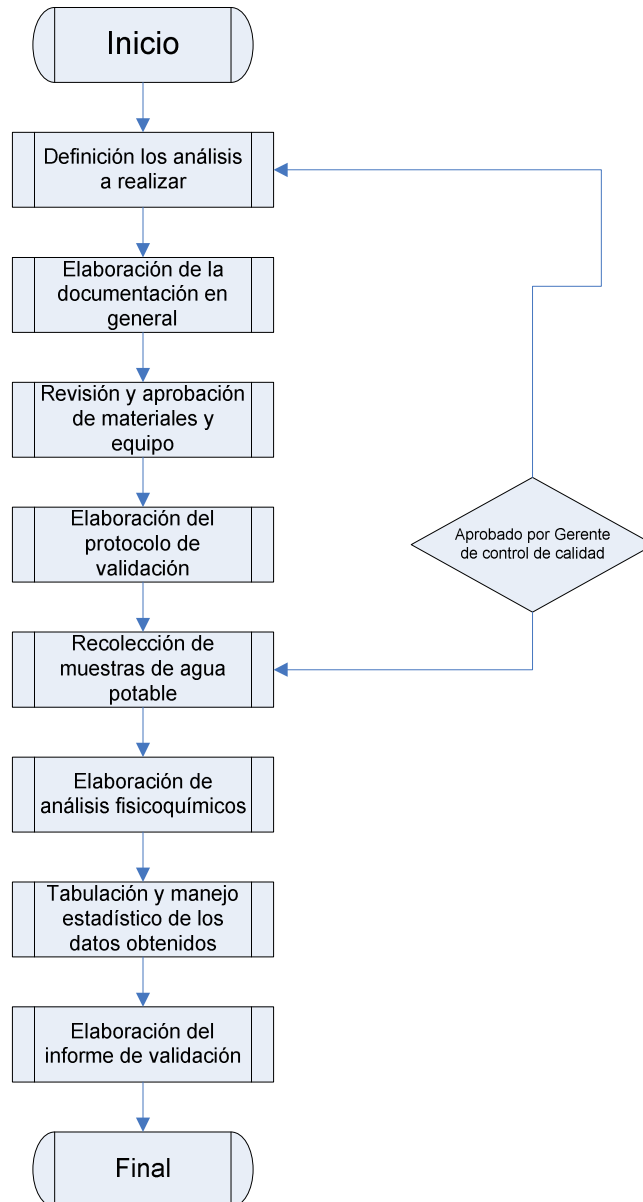 Inicio
Definición los análisis
a realizar
Elaboración de la
documentación en
general
Revisión y aprobación
de materiales y
equipo
Elaboración del
protocolo de
validación
Aprobado por Gerente
de control de calidad
Recolección de
muestras de agua
potable
Elaboración de
análisis fisicoquímicos
Tabulación y manejo
estadístico de los
datos obtenidos
Elaboración del
informe de validación
Final